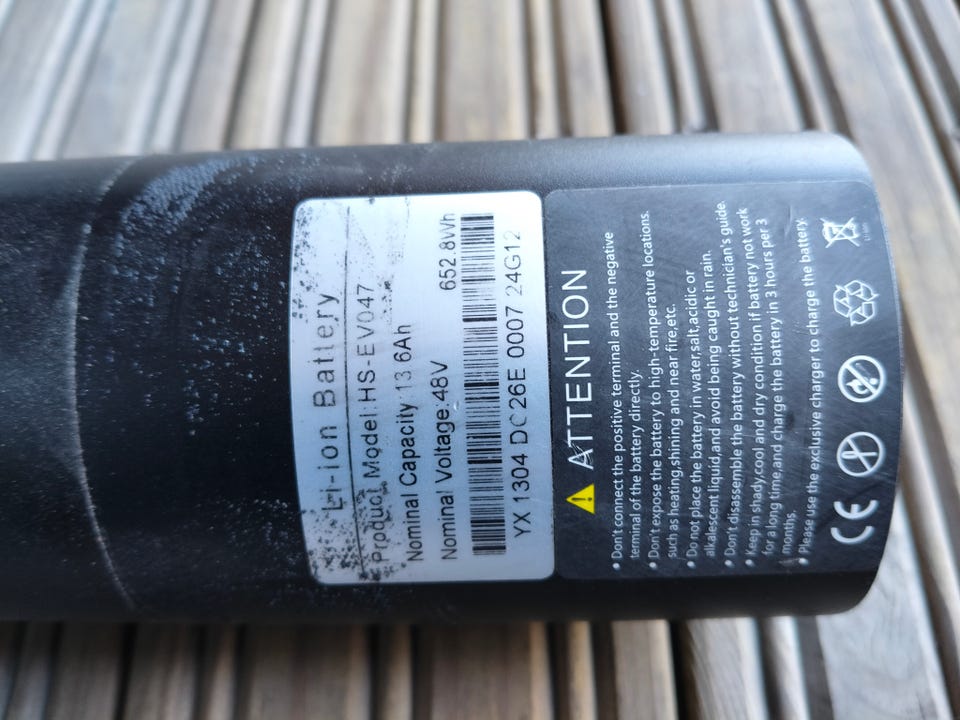 Li-ion Battery
Product Model: HS-EV047
Nominal Capacity 13.6Ah
Nominal Voltage:48V 652.8Wh
YX 1304 26E 0007 24G12
ATTENTION
• Don't connect the positive terminal and the negative
terminal of the battery directly.
• Don't expose the battery to high-temperature locations.
such as heating,shining and near fire,etc.
• Do not place the battery in water,salt,acidic or
alkalescent liquid,and avoid being caught in rain.
• Don't disassemble the battery without technician's guide.
• Keep in shady,cool and dry condition if battery not work
for a long time,and charge the battery in 3 hours per 3
months.
• Please use the exclusive charger to charge the battery.
CE